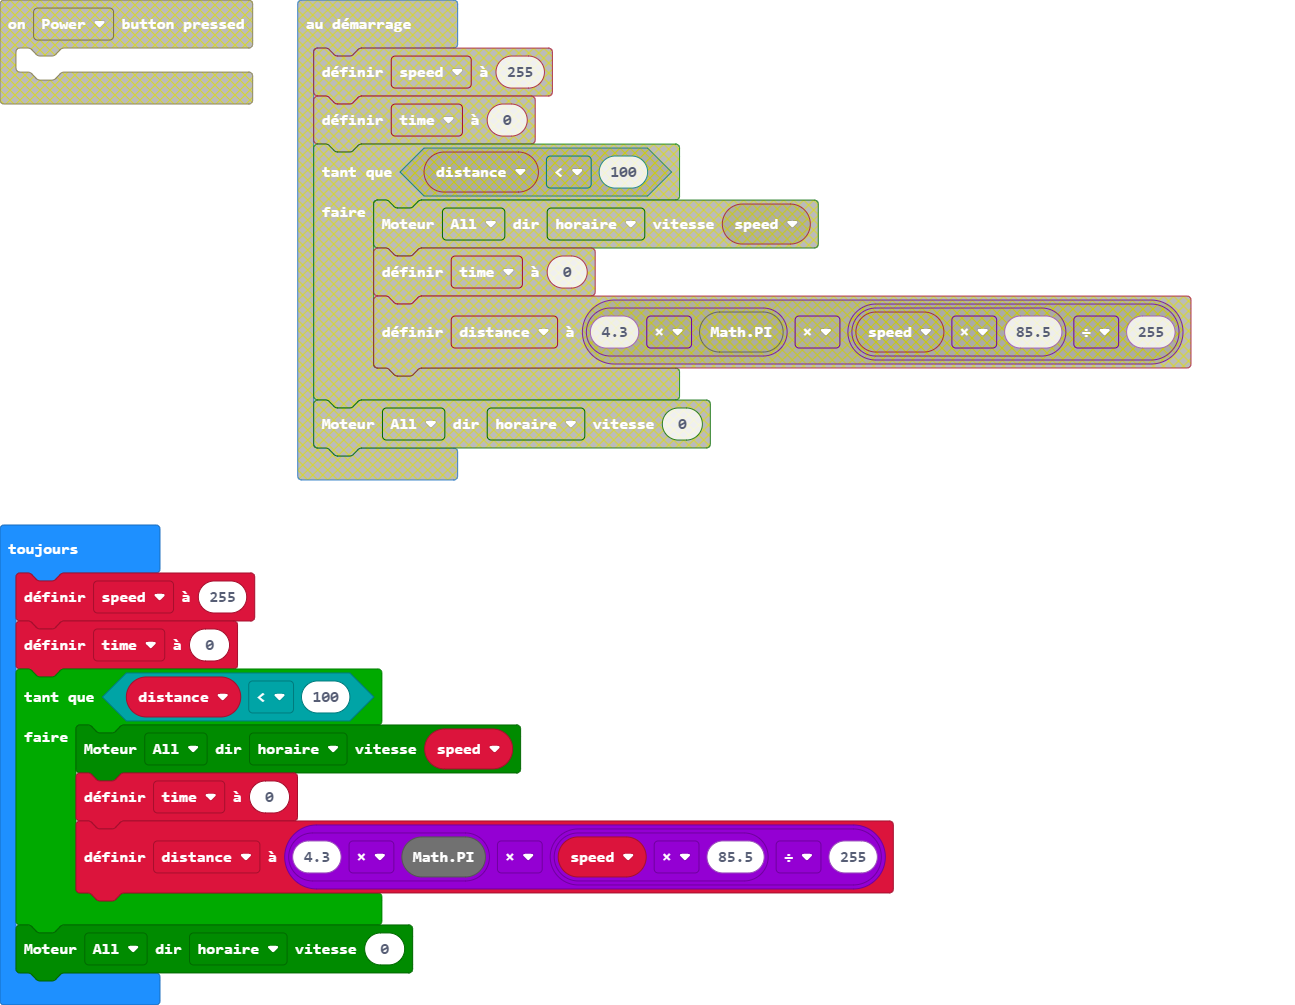 on Power button pressed
au démarrage
définir speed à 255
définir time à 0
tant que distance < 100
faire
Moteur All dir horaire vitesse speed
définir time à 0
définir distance à 4.3 × Math.PI × speed × 85.5 ÷ 255
Moteur All dir horaire vitesse 0
toujours
définir speed à 255
définir time à 0
tant que distance < 100
faire
Moteur All dir horaire vitesse speed
définir time à 0
définir distance à 4.3 × Math.PI × speed × 85.5 ÷ 255
Moteur All dir horaire vitesse 0